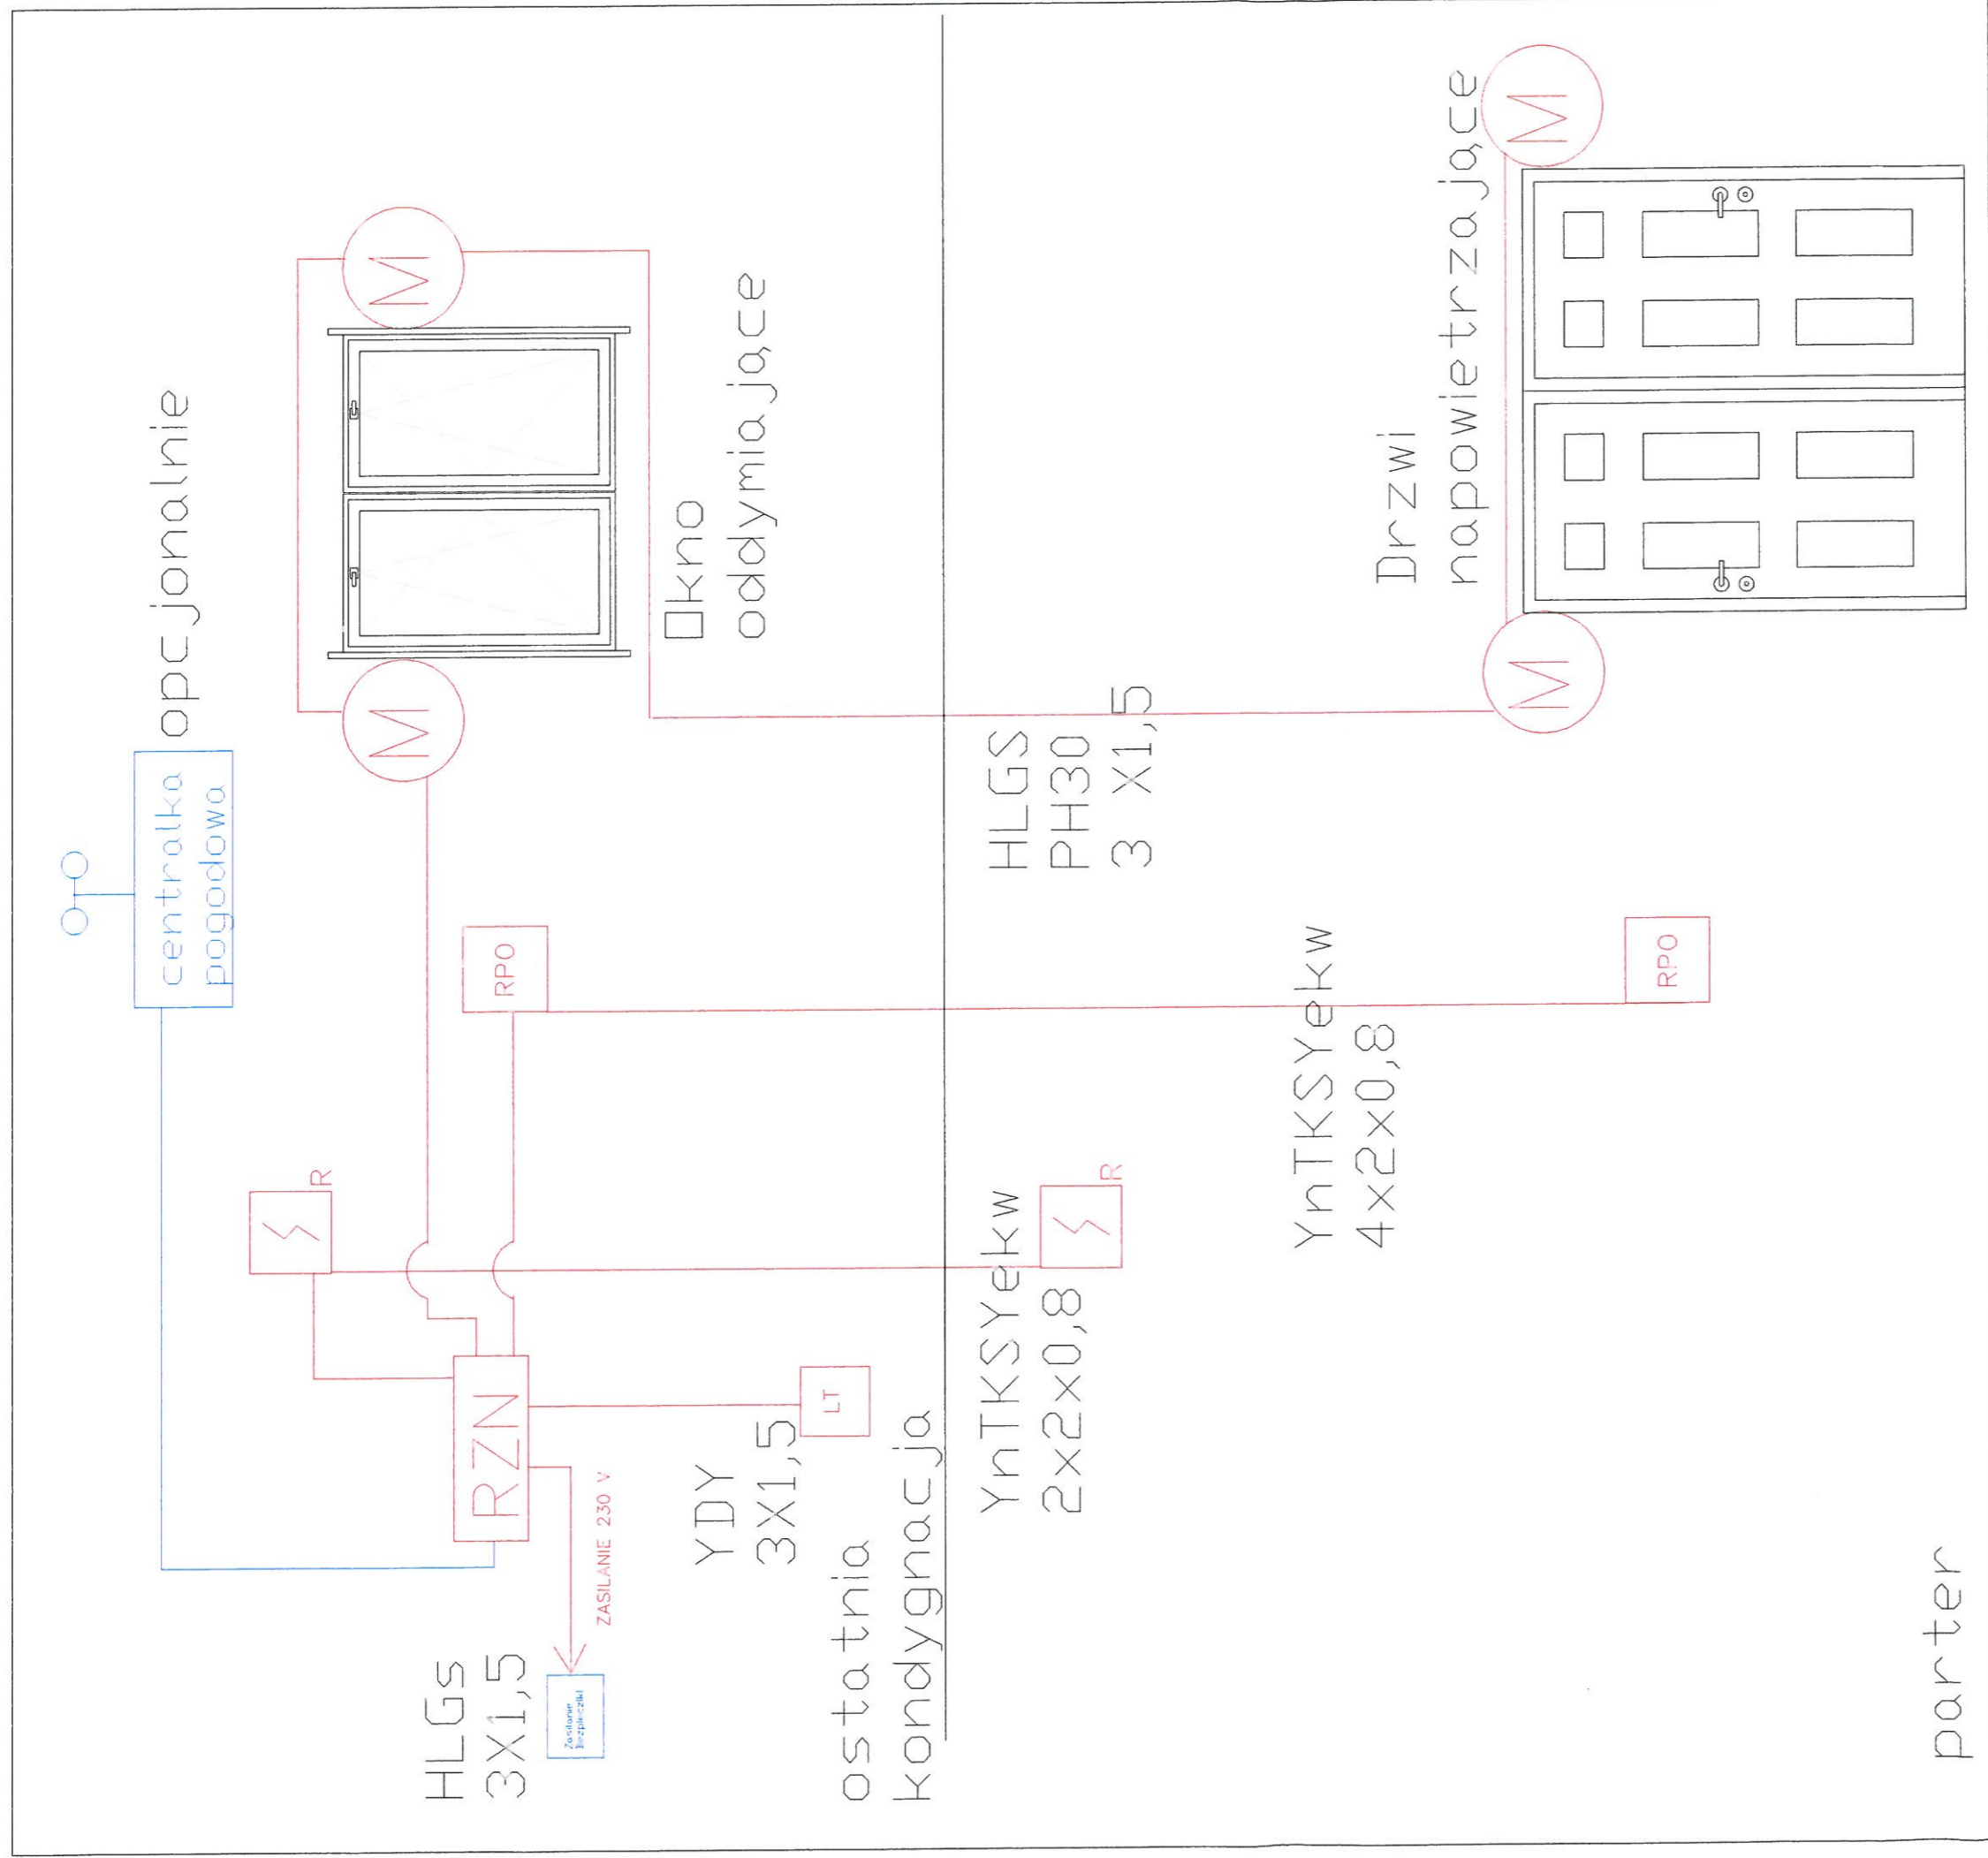 opcjonalnie
centralka
pogodowa
R
M
M
RPO
RZN
HLGs
3X1,5
Zasilanie
ZASILANIE 230 V
Okno
oddymiające
YDY
3X1,5
LT
ostatnia
kondygnacja
HLGS
PH30
3 X1,5
YnTKSYekw
2x2x0,8
R
YnTKSYekw
4x2x0,8
Drzwi
napowietrzające
M
M
RPO
parter